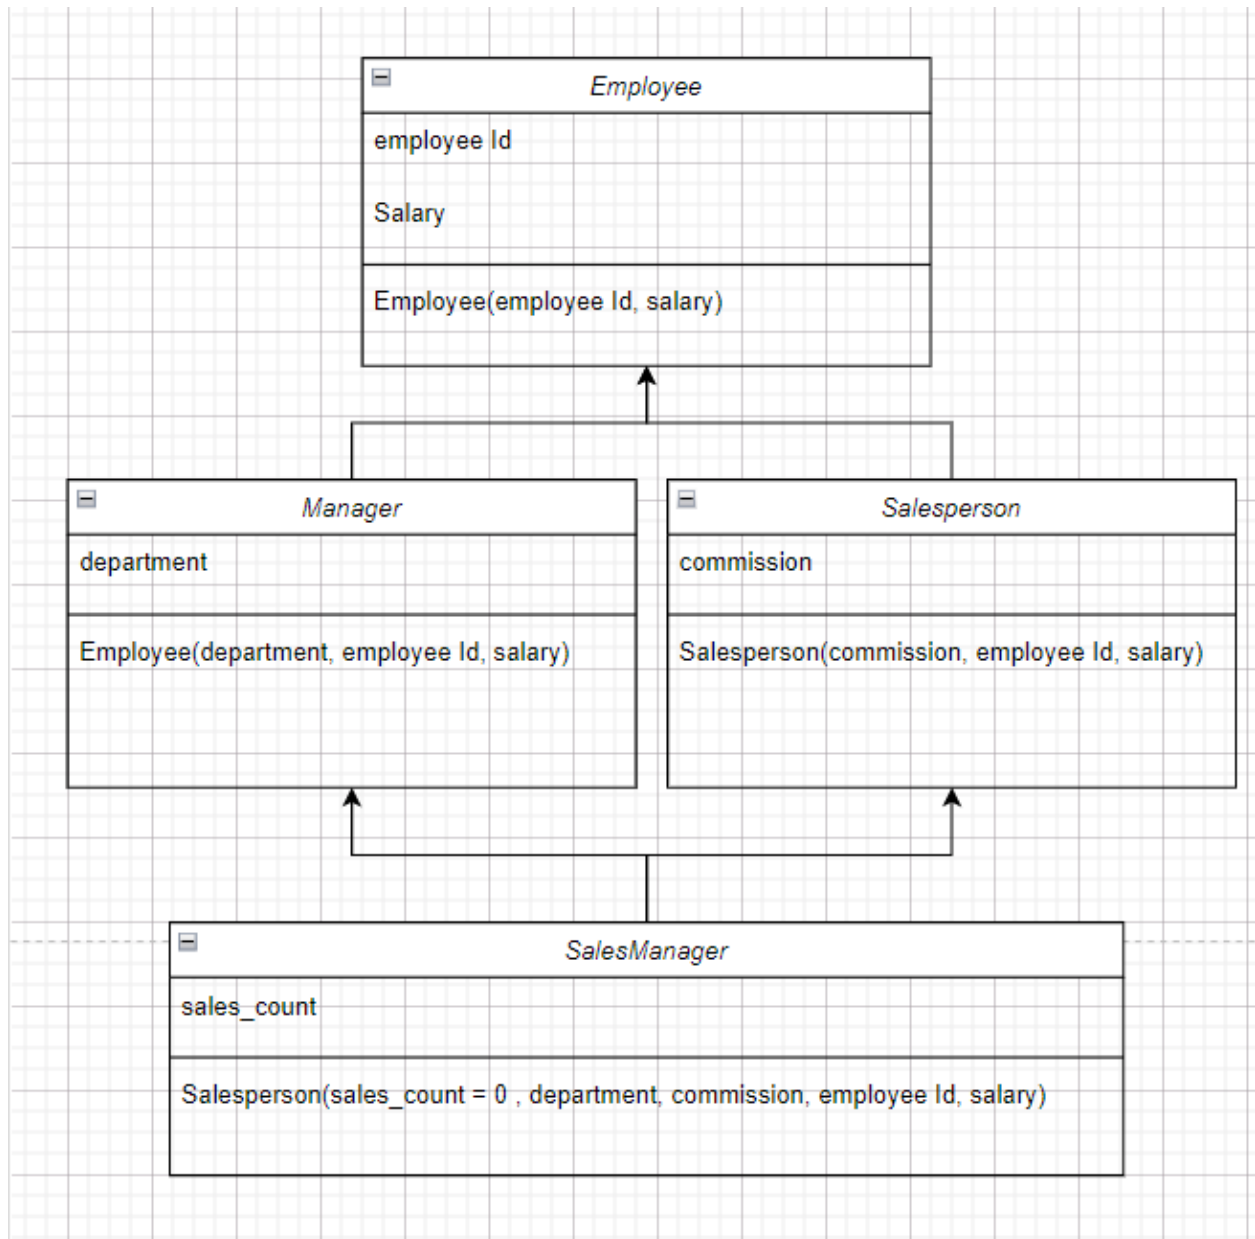 Employee
employee Id
Salary
Employee(employee Id, salary)
Manager
department
Employee(department, employee Id, salary)
Salesperson
commission
Salesperson(commission, employee Id, salary)
SalesManager
sales_count
Salesperson(sales_count = 0 , department, commission, employee Id, salary)